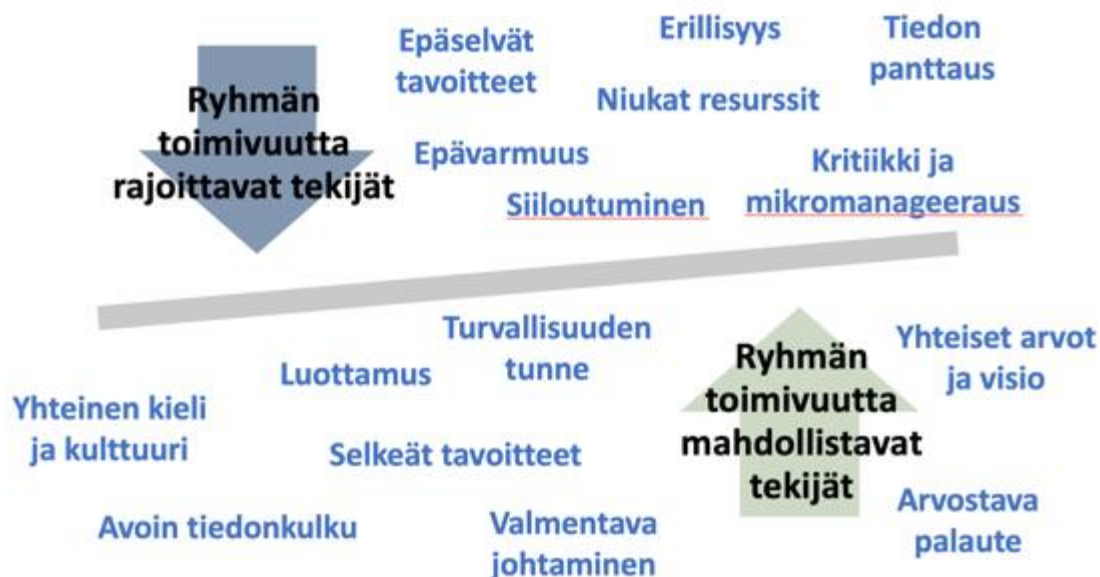 Epäselvät
tavoitteet
Erillisyys
Tiedon
panttaus
Niukat resurssit
Ryhmän
toimivuutta
rajoittavat tekijät
Epävarmuus
Kritiikki ja
mikromanageeraus
Siiloutuminen
Turvallisuuden
tunne
Luottamus
Yhteinen kieli
ja kulttuuri
Selkeät tavoitteet
Ryhmän
toimivuutta
mahdollistavat
tekijät
Yhteiset arvot
ja visio
Avoin tiedonkulku
Valmentava
johtaminen
Arvostava
palaute